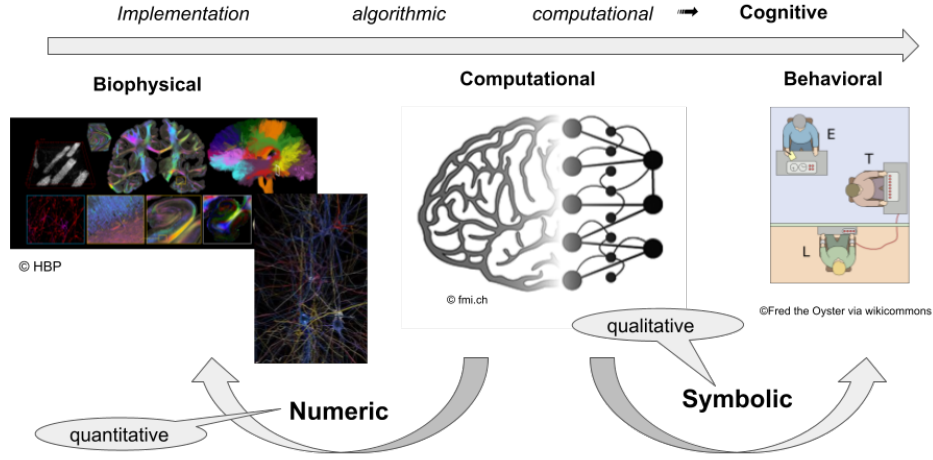 Implementation algorithmic computational Cognitive
Biophysical Computational Behavioral
E
T
L
© HBP
© fmi.ch
©Fred the Oyster via wikicommons
qualitative
Numeric Symbolic
quantitative